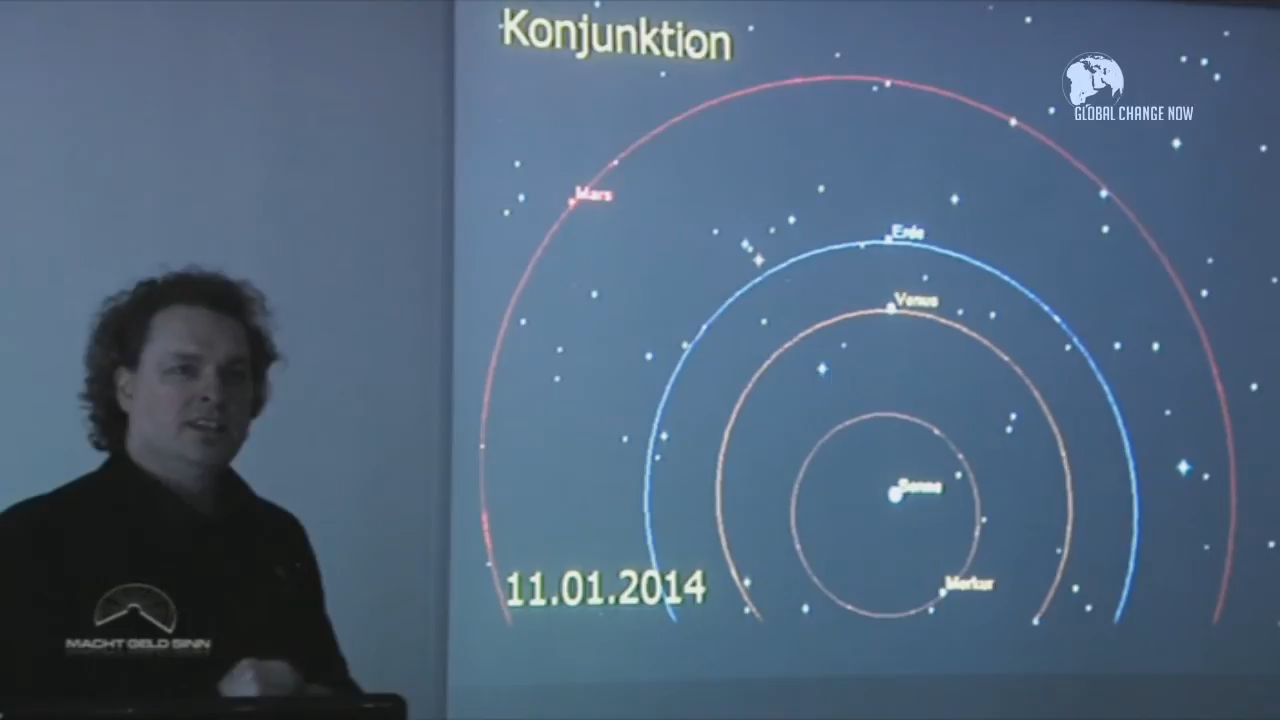 Konjunktion
GLOBAL CHANGE NOW
Mars
Erde
Venus
Sonne
Merkur
11.01.2014
MACHT GELD SINN